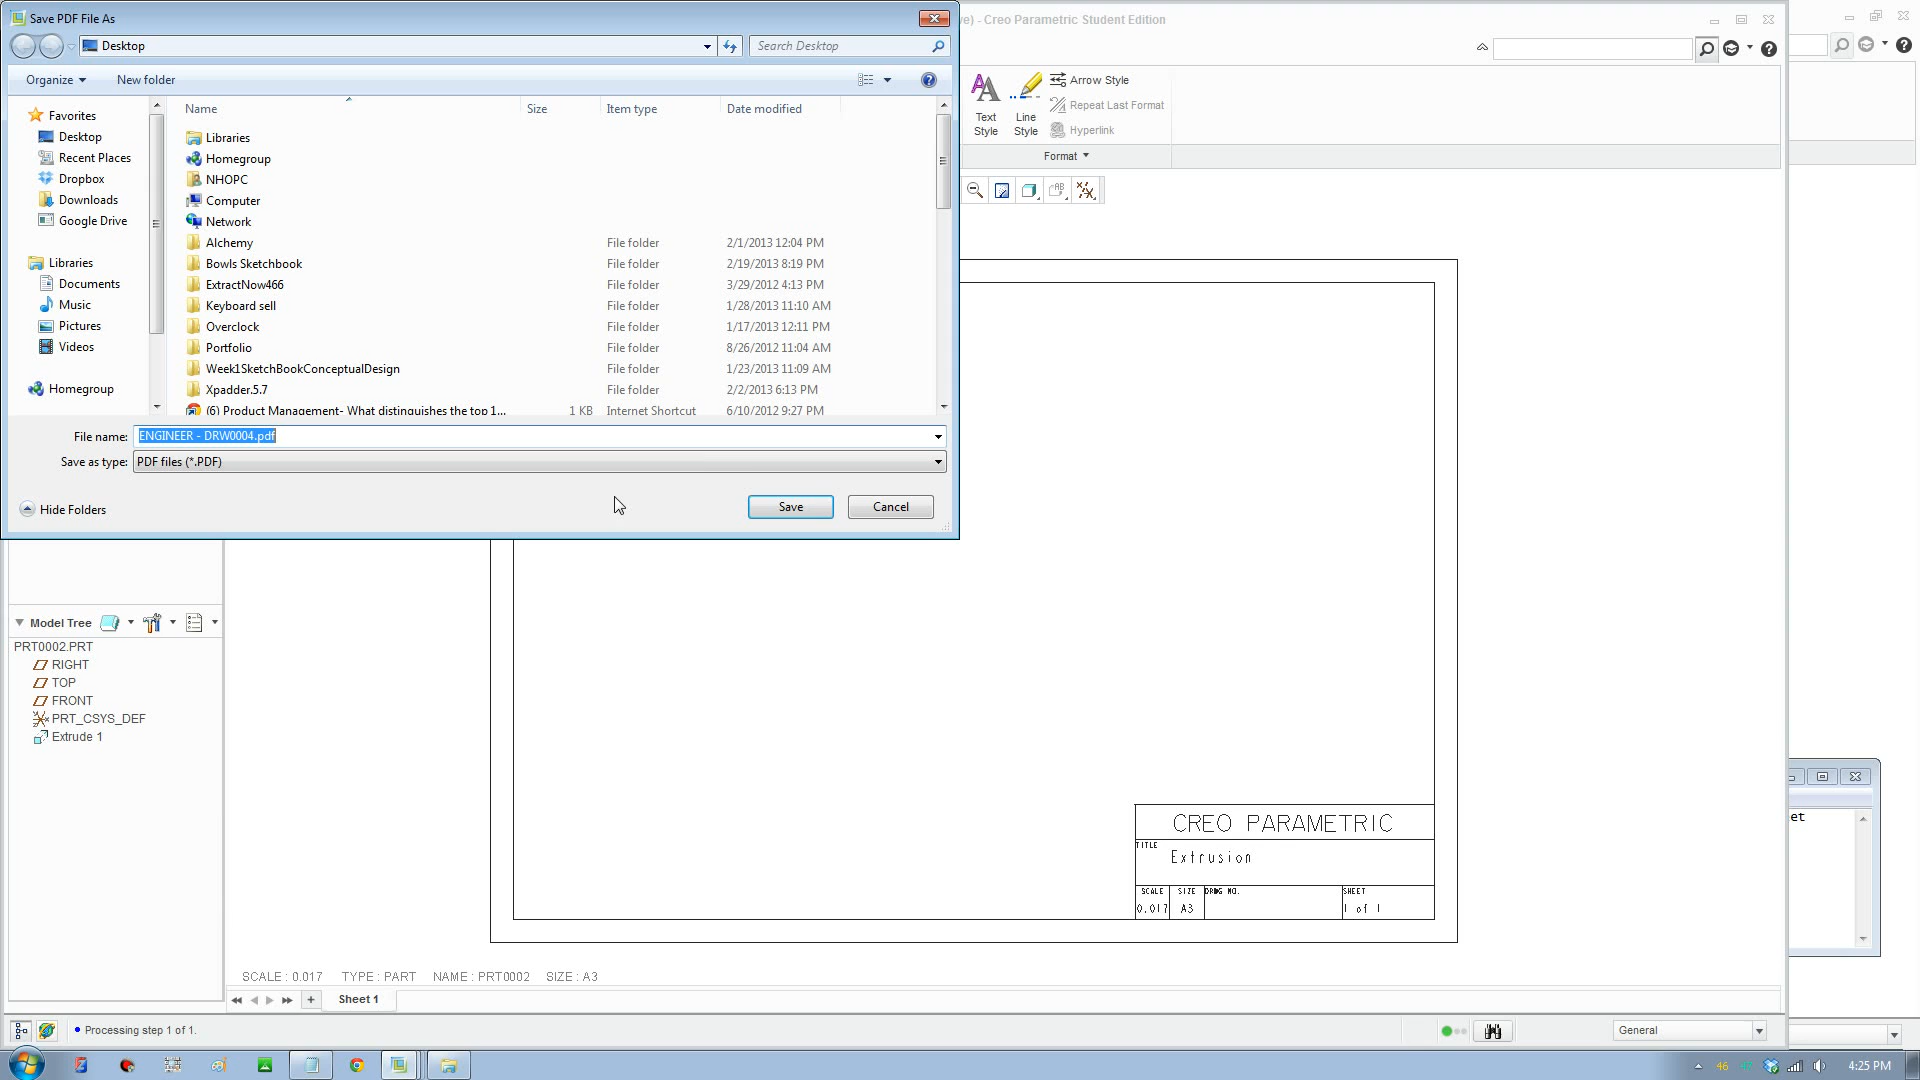 Save PDF File As
ve) - Creo Parametric Student Edition
Desktop
Search Desktop
Organize
New folder
Text Style
Line Style
Arrow Style
Repeat Last Format
Hyperlink
Format
Favorites
Desktop
Recent Places
Dropbox
Downloads
Google Drive
Libraries
Documents
Music
Pictures
Videos
Homegroup
Name Size Item type Date modified
Libraries
Homegroup
NHOPC
Computer
Network
Alchemy File folder 2/1/2013 12:04 PM
Bowls Sketchbook File folder 2/19/2013 8:19 PM
ExtractNow466 File folder 3/29/2012 4:13 PM
Keyboard sell File folder 1/28/2013 11:10 AM
Overclock File folder 1/17/2013 12:11 PM
Portfolio File folder 8/26/2012 11:04 AM
Week1SketchBookConceptualDesign File folder 1/23/2013 11:09 AM
Xpadder.5.7 File folder 2/2/2013 6:13 PM
(6) Product Management- What distinguishes the top 1... 1 KB Internet Shortcut 6/10/2012 9:27 PM
File name: ENGINEER - DRW0004.pdf
Save as type: PDF files (*.PDF)
Hide Folders
Save
Cancel
Model Tree
PRT0002.PRT
RIGHT
TOP
FRONT
PRT_CSYS_DEF
Extrude 1
CREO PARAMETRIC
TITLE
Extrusion
SCALE SIZE DRWG NO. SHEET
0.017 A3 1 of 1
et
SCALE : 0.017 TYPE : PART NAME : PRT0002 SIZE : A3
Sheet 1
Processing step 1 of 1.
General
46
4:25 PM